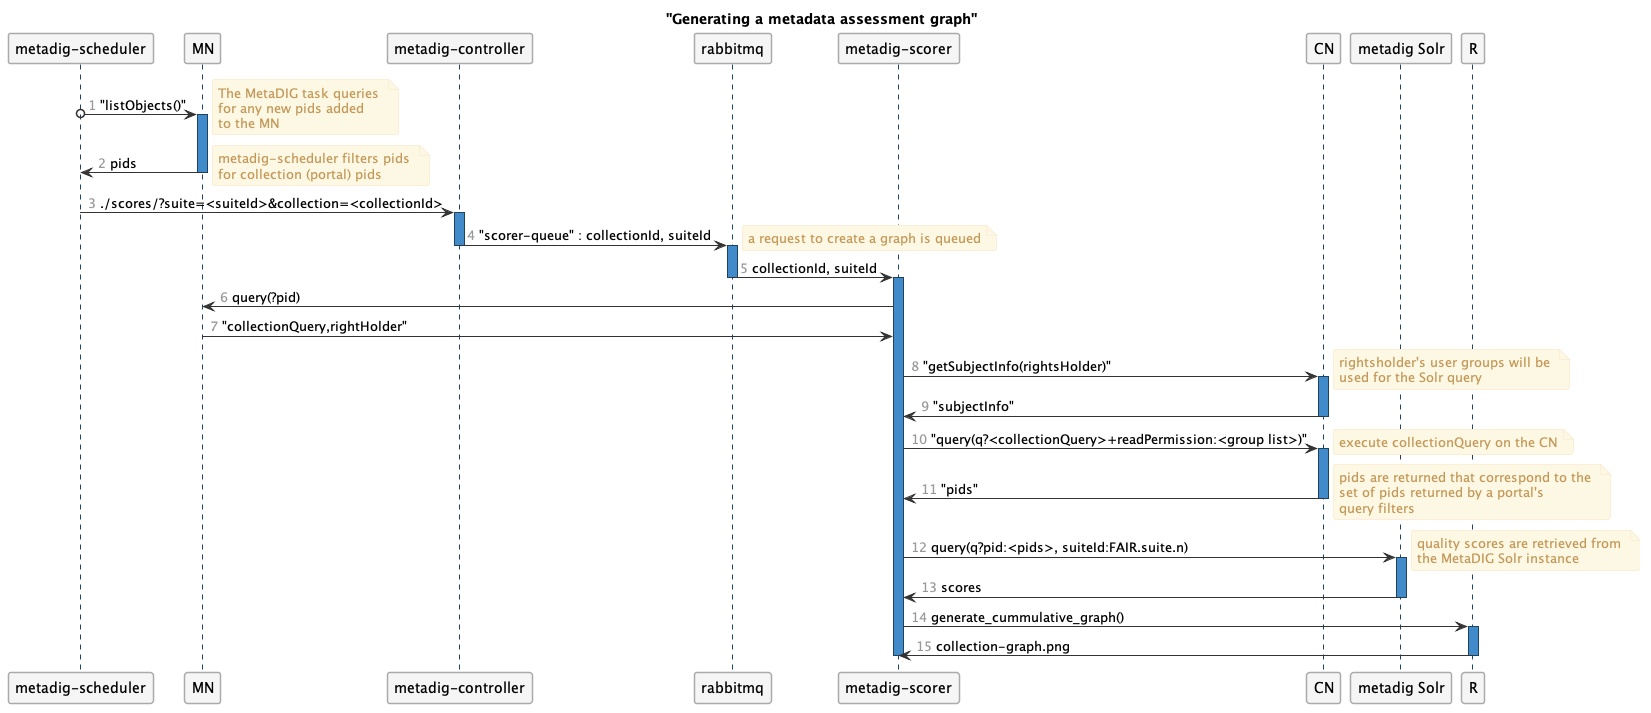 "Generating a metadata assessment graph"
metadig-scheduler
MN
metadig-controller
rabbitmq
metadig-scorer
CN
metadig Solr
R
1 "listObjects()"
The MetaDIG task queries
for any new pids added
to the MN
2 pids
metadig-scheduler filters pids
for collection (portal) pids
3 ./scores/?suite=<suiteId>&collection=<collectionId>
4 "scorer-queue" : collectionId, suiteId
a request to create a graph is queued
5 collectionId, suiteId
6 query(?pid)
7 "collectionQuery,rightHolder"
8 "getSubjectInfo(rightsHolder)"
rightsholder's user groups will be
used for the Solr query
9 "subjectInfo"
10 "query(q?<collectionQuery>+readPermission:<group list>)"
execute collectionQuery on the CN
11 "pids"
pids are returned that correspond to the
set of pids returned by a portal's
query filters
12 query(q?pid:<pids>, suiteId:FAIR.suite.n)
quality scores are retrieved from
the MetaDIG Solr instance
13 scores
14 generate_cummulative_graph()
15 collection-graph.png
metadig-scheduler
MN
metadig-controller
rabbitmq
metadig-scorer
CN
metadig Solr
R